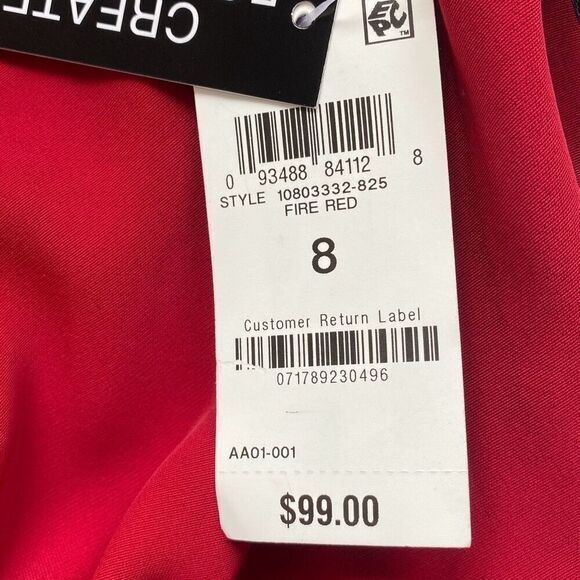 CREATE
EPC
TM
0 93488 84112 8
STYLE 10803332-825
FIRE RED
8
Customer Return Label
071789230496
AA01-001
$99.00